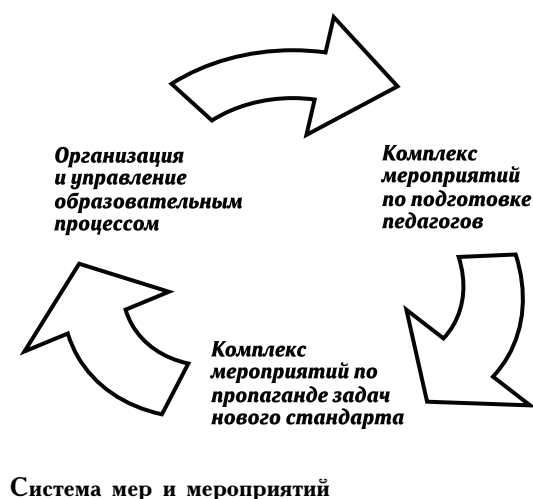 Организация
и управление
образовательным
процессом
Комплекс
мероприятий
по подготовке
педагогов
Комплекс
мероприятий по
пропаганде задач
нового стандарта
Система мер и мероприятий